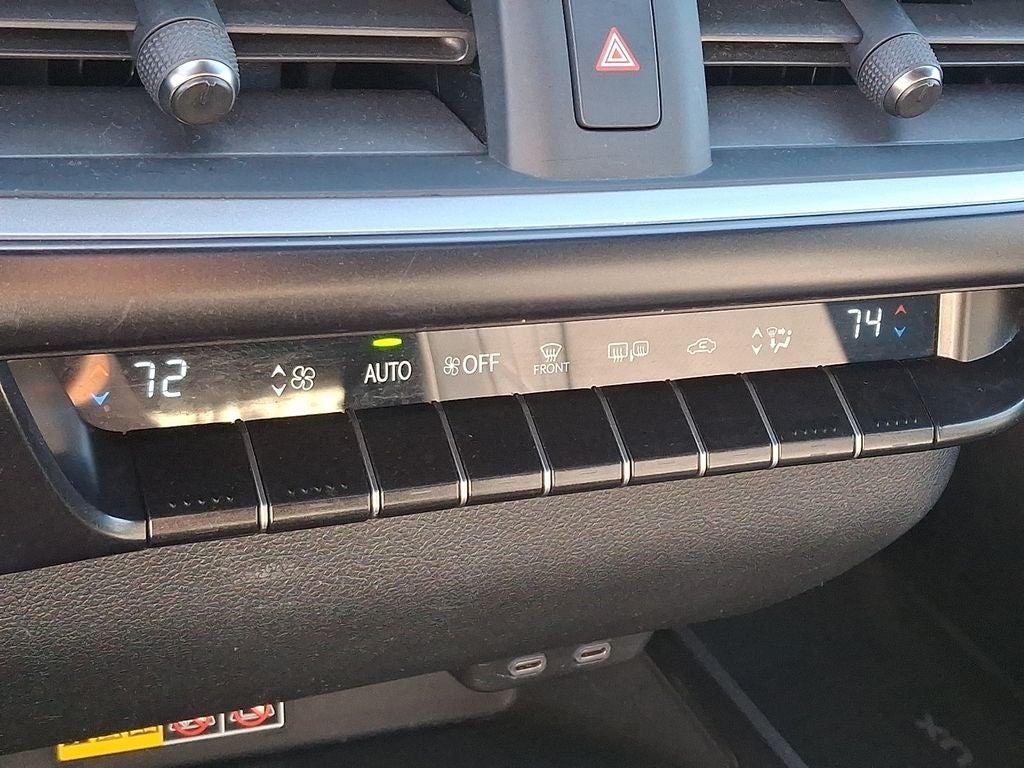 72 AUTO OFF FRONT 74